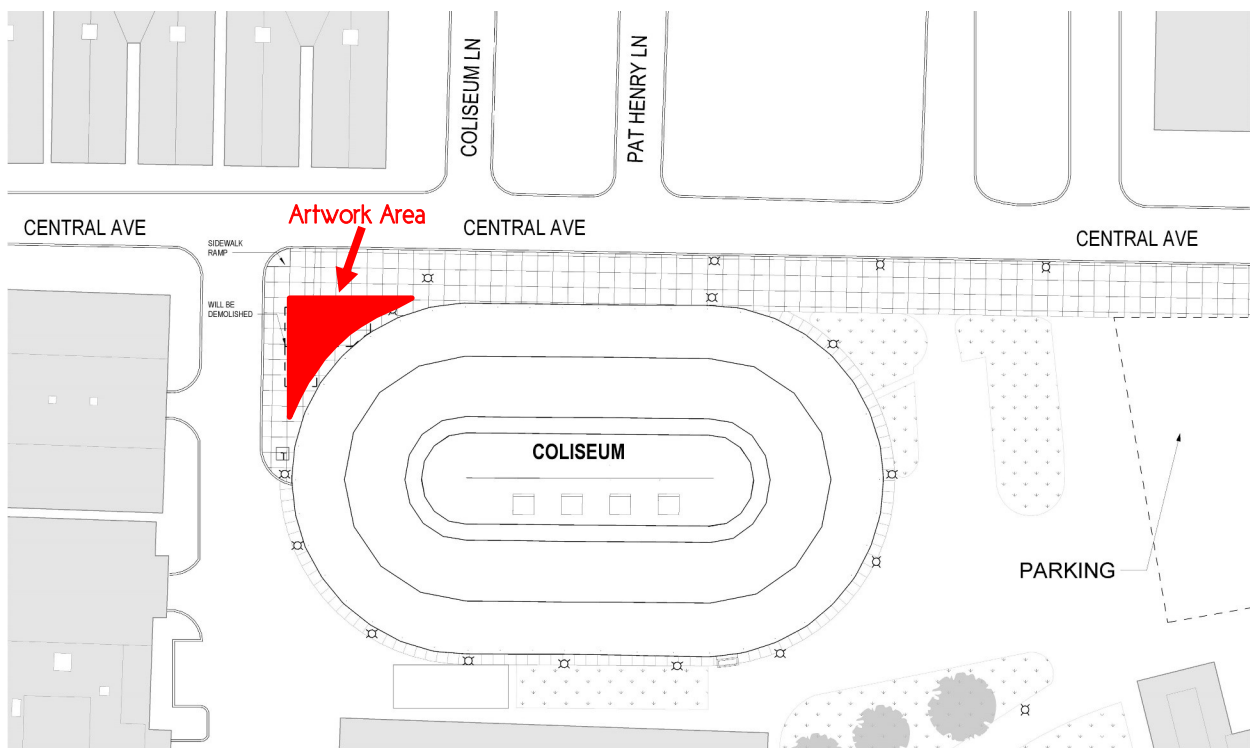 COLISEUM LN
PAT HENRY LN
Artwork Area
CENTRAL AVE
CENTRAL AVE
CENTRAL AVE
SIDEWALK
RAMP
WILL BE
DEMOLISHED
COLISEUM
PARKING